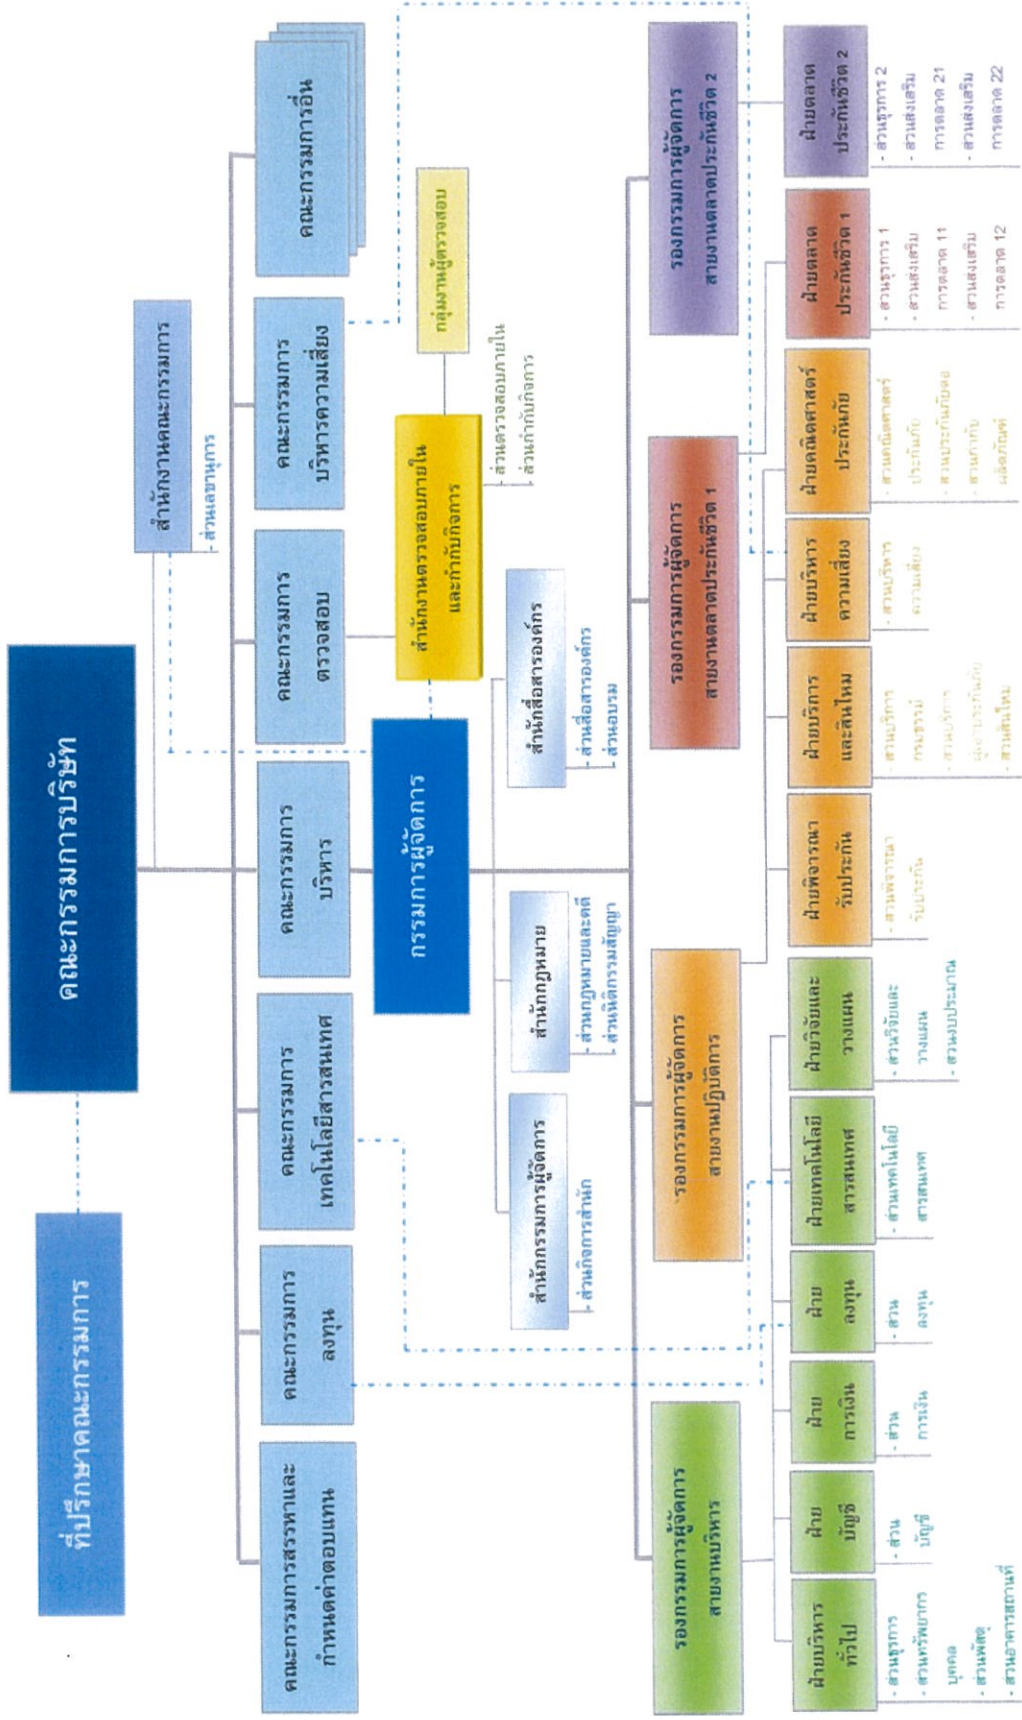 คณะกรรมการบริษัท
ที่ปรึกษาคณะกรรมการ
สำนักงานคณะกรรมการ
- ส่วนเลขานุการ
คณะกรรมการสรรหาและ
กำหนดค่าตอบแทน
คณะกรรมการ
ลงทุน
คณะกรรมการ
เทคโนโลยีสารสนเทศ
คณะกรรมการ
บริหาร
คณะกรรมการ
ตรวจสอบ
คณะกรรมการ
บริหารความเสี่ยง
คณะกรรมการอื่น
กรรมการผู้จัดการ
สำนักงานตรวจสอบภายใน
และกำกับกิจการ
กลุ่มงานผู้ตรวจสอบ
- ส่วนตรวจสอบภายใน
- ส่วนกำกับกิจการ
สำนักกรรมการผู้จัดการ
- ส่วนกิจการสำนัก
สำนักกฎหมาย
- ส่วนกฎหมายและคดี
- ส่วนนิติกรรมสัญญา
สำนักสื่อสารองค์กร
- ส่วนสื่อสารองค์กร
- ส่วนอบรม
รองกรรมการผู้จัดการ
สายงานบริหาร
รองกรรมการผู้จัดการ
สายงานปฏิบัติการ
รองกรรมการผู้จัดการ
สายงานตลาดประกันชีวิต 1
รองกรรมการผู้จัดการ
สายงานตลาดประกันชีวิต 2
ฝ่ายบริหาร
ทั่วไป
- ส่วนธุรการ
- ส่วนทรัพยากร
บุคคล
- ส่วนพัสดุ
- ส่วนอาคารสถานที่
ฝ่าย
บัญชี
- ส่วน
บัญชี
ฝ่าย
การเงิน
- ส่วน
การเงิน
ฝ่าย
ลงทุน
- ส่วน
ลงทุน
ฝ่ายเทคโนโลยี
สารสนเทศ
- ส่วนเทคโนโลยี
สารสนเทศ
ฝ่ายวิจัยและ
วางแผน
- ส่วนวิจัยและ
วางแผน
- ส่วนงบประมาณ
ฝ่ายพิจารณา
รับประกัน
- ส่วนพิจารณา
รับประกัน
ฝ่ายบริการ
และสินไหม
- ส่วนบริการ
กรมธรรม์
- ส่วนบริการ
ผู้เอาประกันภัย
- ส่วนสินไหม
ฝ่ายบริหาร
ความเสี่ยง
- ส่วนบริหาร
ความเสี่ยง
ฝ่ายคณิตศาสตร์
ประกันภัย
- ส่วนคณิตศาสตร์
ประกันภัย
- ส่วนประกันภัยต่อ
- ส่วนกำกับ
ผลิตภัณฑ์
ฝ่ายตลาด
ประกันชีวิต 1
- ส่วนธุรการ 1
- ส่วนส่งเสริม
การตลาด 11
- ส่วนส่งเสริม
การตลาด 12
ฝ่ายตลาด
ประกันชีวิต 2
- ส่วนธุรการ 2
- ส่วนส่งเสริม
การตลาด 21
- ส่วนส่งเสริม
การตลาด 22